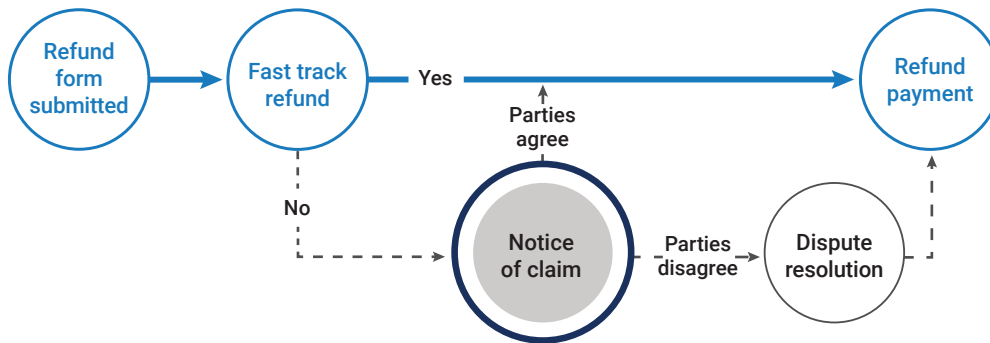 Refund
form
submitted
Fast track
refund
Yes
Refund
payment
Parties
agree
No
Notice
of claim
Parties
disagree
Dispute
resolution